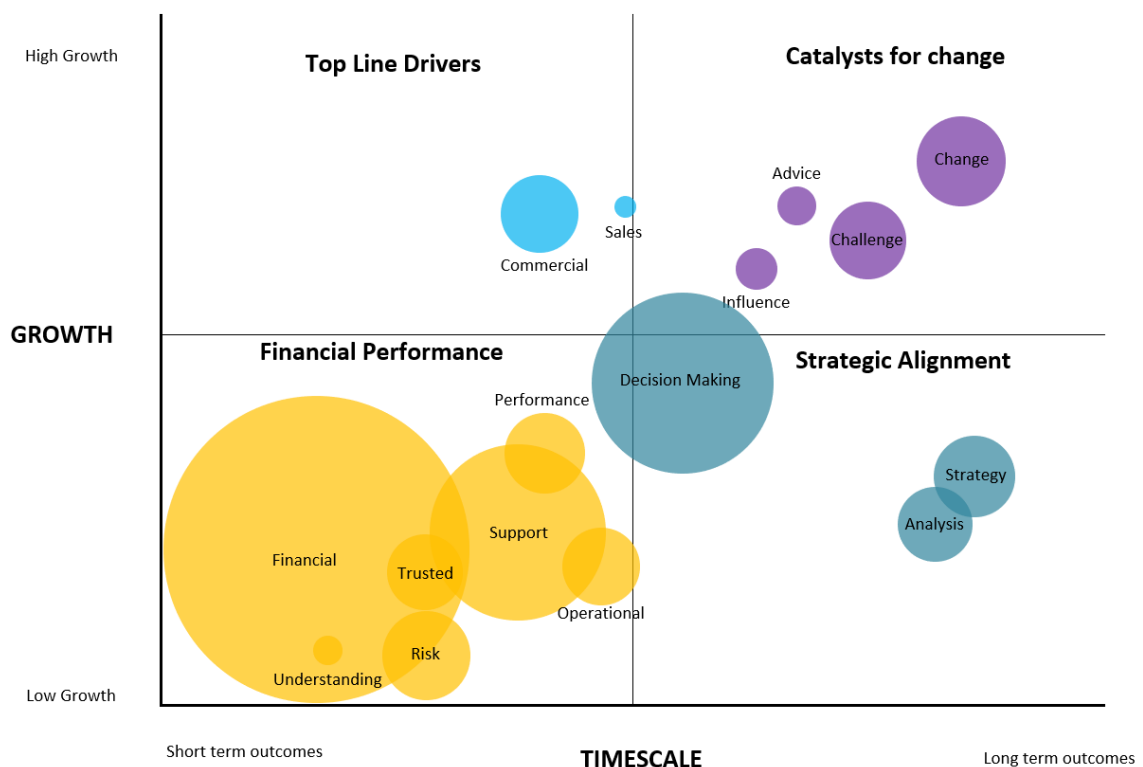 High Growth
Top Line Drivers
Catalysts for change
Change
Advice
Sales
Challenge
Commercial
Influence
GROWTH
Financial Performance
Strategic Alignment
Decision Making
Performance
Strategy
Analysis
Support
Financial
Trusted
Operational
Risk
Understanding
Low Growth
Short term outcomes
TIMESCALE
Long term outcomes